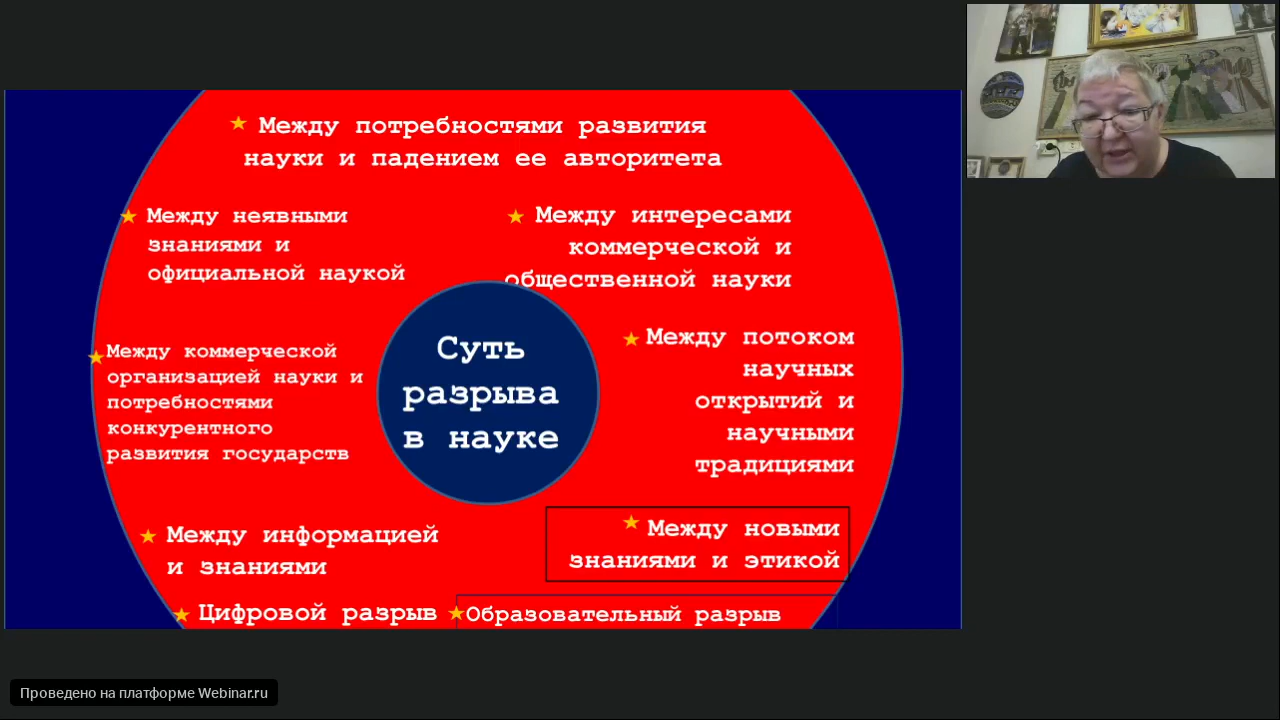 Между потребностями развития
науки и падением ее авторитета
Между неявными
знаниями и
официальной наукой
Между интересами
коммерческой и
общественной науки
Между коммерческой
организацией науки и
потребностями
конкурентного
развития государств
Суть
разрыва
в науке
Между потоком
научных
открытий и
научными
традициями
Между информацией
и знаниями
Между новыми
знаниями и этикой
Цифровой разрыв
Образовательный разрыв
Проведено на платформе Webinar.ru